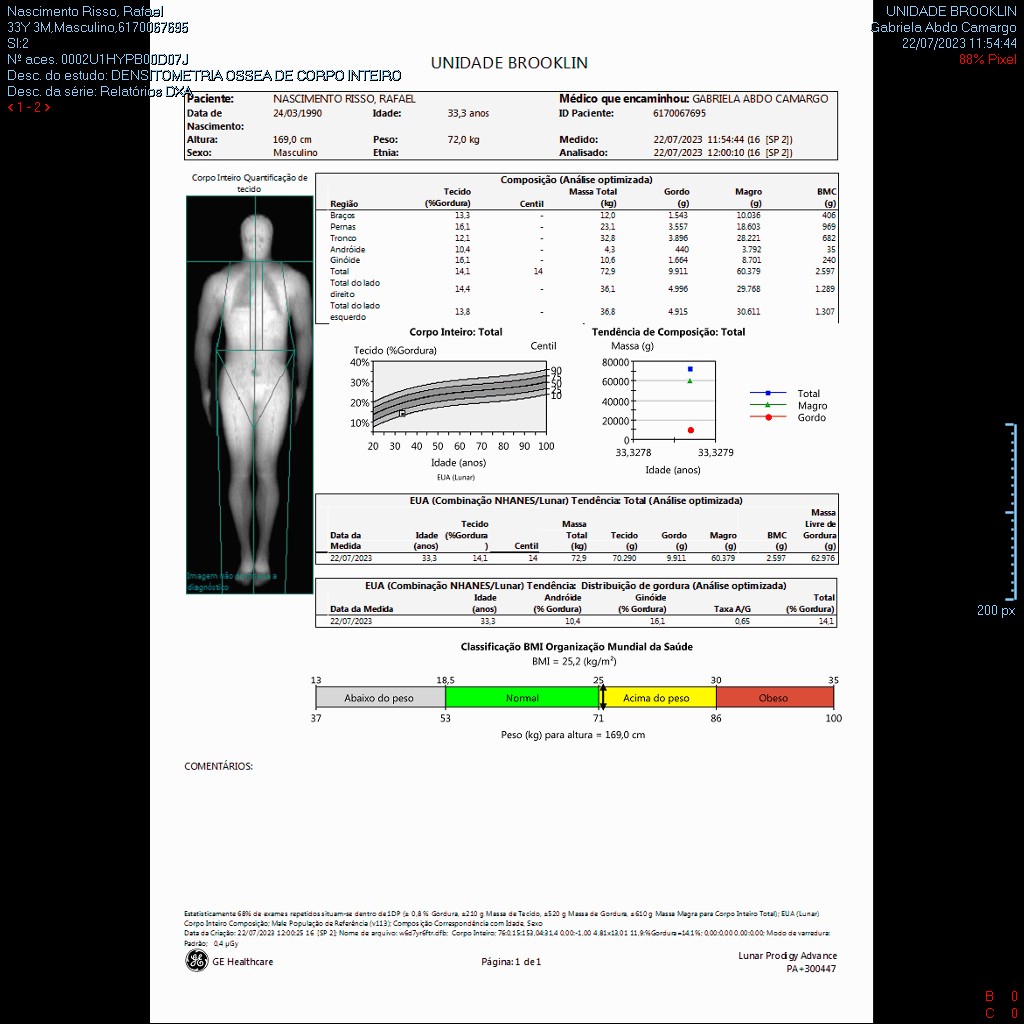 Nascimento Risso, Rafael
33Y 3M,Masculino,6170067695
SI:2
Nº aces. 0002U1HYPB00D07J
Desc. do estudo: DENSITOMETRIA OSSEA DE CORPO INTEIRO
Desc. da série: Relatórios DXA
< 1 - 2 >
UNIDADE BROOKLIN
Gabriela Abdo Camargo
22/07/2023 11:54:44
88% Pixel
UNIDADE BROOKLIN
Paciente: NASCIMENTO RISSO, RAFAEL Médico que encaminhou: GABRIELA ABDO CAMARGO
Data de Nascimento: 24/03/1990 Idade: 33,3 anos ID Paciente: 6170067695
Altura: 169,0 cm Peso: 72,0 kg Medido: 22/07/2023 11:54:44 (16 [SP 2])
Sexo: Masculino Etnia: Analisado: 22/07/2023 12:00:10 (16 [SP 2])
Corpo Inteiro Quantificação de
tecido
Composição (Análise optimizada)
Região Tecido (%Gordura) Centil Massa Total (kg) Gordo (g) Magro (g) BMC (g)
Braços 13,3 - 12,0 1.543 10.036 406
Pernas 16,1 - 23,1 3.557 18.603 969
Tronco 12,1 - 32,8 3.896 28.221 682
Andróide 10,4 - 4,3 440 3.792 35
Ginóide 16,1 - 10,6 1.664 8.701 240
Total 14,1 14 72,9 9.911 60.379 2.597
Total do lado direito 14,4 - 36,1 4.996 29.768 1.289
Total do lado esquerdo 13,8 - 36,8 4.915 30.611 1.307
Corpo Inteiro: Total
Tecido (%Gordura) Centil
40%
30%
20%
10%
90
75
50
25
10
20 30 40 50 60 70 80 90 100
Idade (anos)
EUA (Lunar)
Tendência de Composição: Total
Massa (g)
80000
60000
40000
20000
0
33,3278 33,3279
Idade (anos)
Total
Magro
Gordo
Imagem não
diagnóstico
EUA (Combinação NHANES/Lunar) Tendência: Total (Análise optimizada)
Data da Medida Idade (anos) Tecido (%Gordura ) Centil Massa Total (kg) Tecido (g) Gordo (g) Magro (g) BMC (g) Massa Livre de Gordura (g)
22/07/2023 33,3 14,1 14 72,9 70.290 9.911 60.379 2.597 62.976
EUA (Combinação NHANES/Lunar) Tendência: Distribuição de gordura (Análise optimizada)
Data da Medida Idade (anos) Andróide (% Gordura) Ginóide (% Gordura) Taxa A/G Total (% Gordura)
22/07/2023 33,3 10,4 16,1 0,65 14,1
Classificação BMI Organização Mundial da Saúde
BMI = 25,2 (kg/m²)
13 18,5 25 30 35
Abaixo do peso Normal Acima do peso Obeso
37 53 71 86 100
Peso (kg) para altura = 169,0 cm
200 px
COMENTÁRIOS:
Estatisticamente 68% de exames repetidos situam-se dentro de 1DP (± 0,8 % Gordura, ±210 g Massa de Tecido, ±520 g Massa de Gordura, ±610 g Massa Magra para Corpo Inteiro Total); EUA (Lunar)
Corpo Inteiro Composição; Male População de Referência (v113); Composição Correspondência com Idade, Sexo
Data da Criação: 22/07/2023 12:00:25 16 [SP 2]; Nome de arquivo: w6d7yr6ftr.dfb; Corpo Inteiro; 76:0,15:153,04:31,4 0,00:-1,00 4,81x13,01 11,9:%Gordura=14,1%; 0,00:0,00 0,00:0,00; Modo de varredura:
Padrão; 0,4 µGy
GE Healthcare
Página: 1 de 1
Lunar Prodigy Advance
PA+300447
B 0
C 0